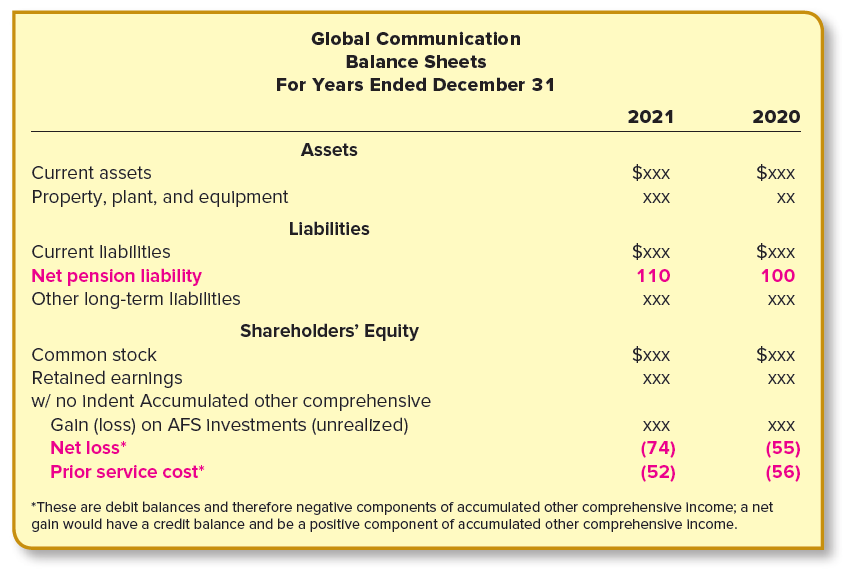 Global Communication
Balance Sheets
For Years Ended December 31
2021 2020
Assets
Current assets $xxx $xxx
Property, plant, and equipment xxx xx
Liabilities
Current liabilities $xxx $xxx
Net pension liability 110 100
Other long-term liabilities xxx xxx
Shareholders’ Equity
Common stock $xxx $xxx
Retained earnings xxx xxx
w/ no indent Accumulated other comprehensive
Gain (loss) on AFS investments (unrealized) xxx xxx
Net loss* (74) (55)
Prior service cost* (52) (56)
*These are debit balances and therefore negative components of accumulated other comprehensive income; a net
gain would have a credit balance and be a positive component of accumulated other comprehensive income.